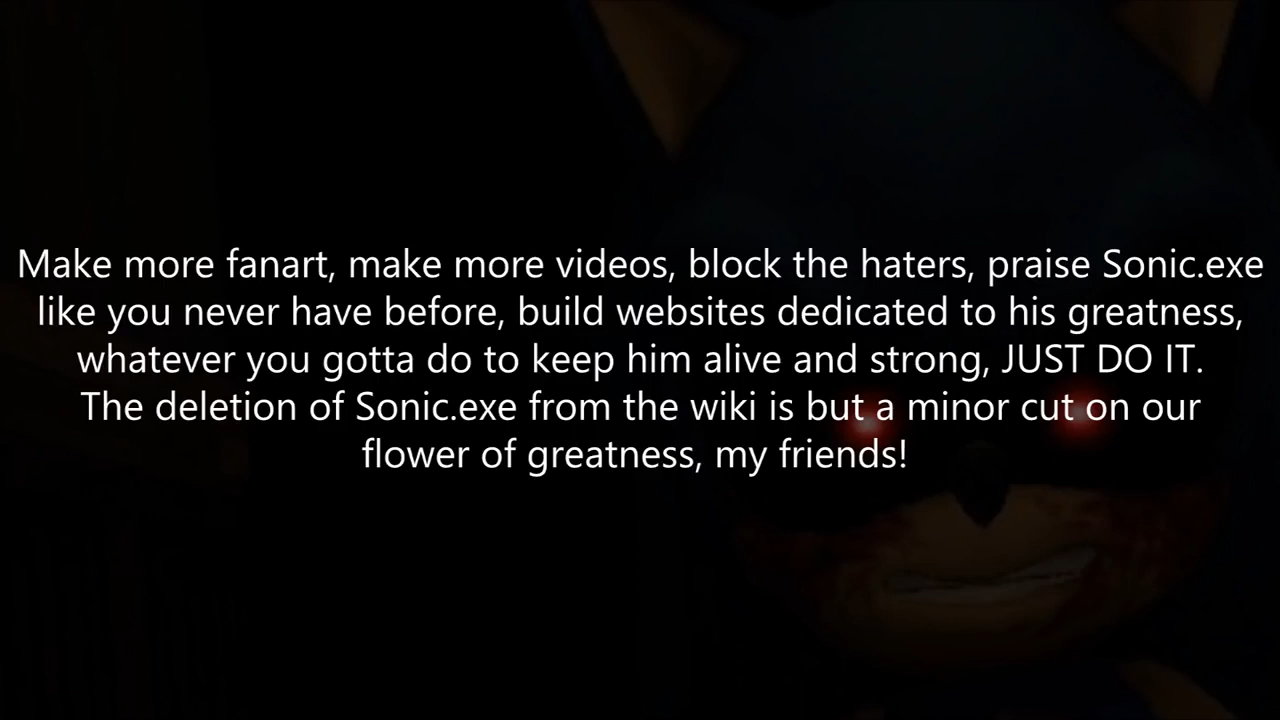 Make more fanart, make more videos, block the haters, praise Sonic.exe
like you never have before, build websites dedicated to his greatness,
whatever you gotta do to keep him alive and strong, JUST DO IT.
The deletion of Sonic.exe from the wiki is but a minor cut on our
flower of greatness, my friends!